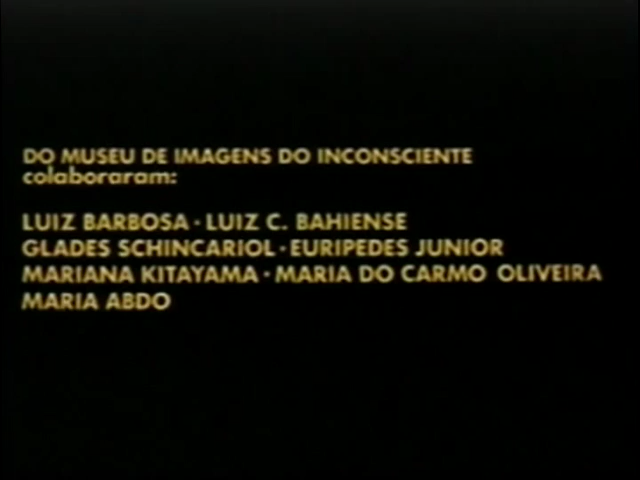 DO MUSEU DE IMAGENS DO INCONSCIENTE
colaboraram:
LUIZ BARBOSA · LUIZ C. BAHIENSE
GLADES SCHINCARIOL · EURIPEDES JUNIOR
MARIANA KITAYAMA · MARIA DO CARMO OLIVEIRA
MARIA ABDO